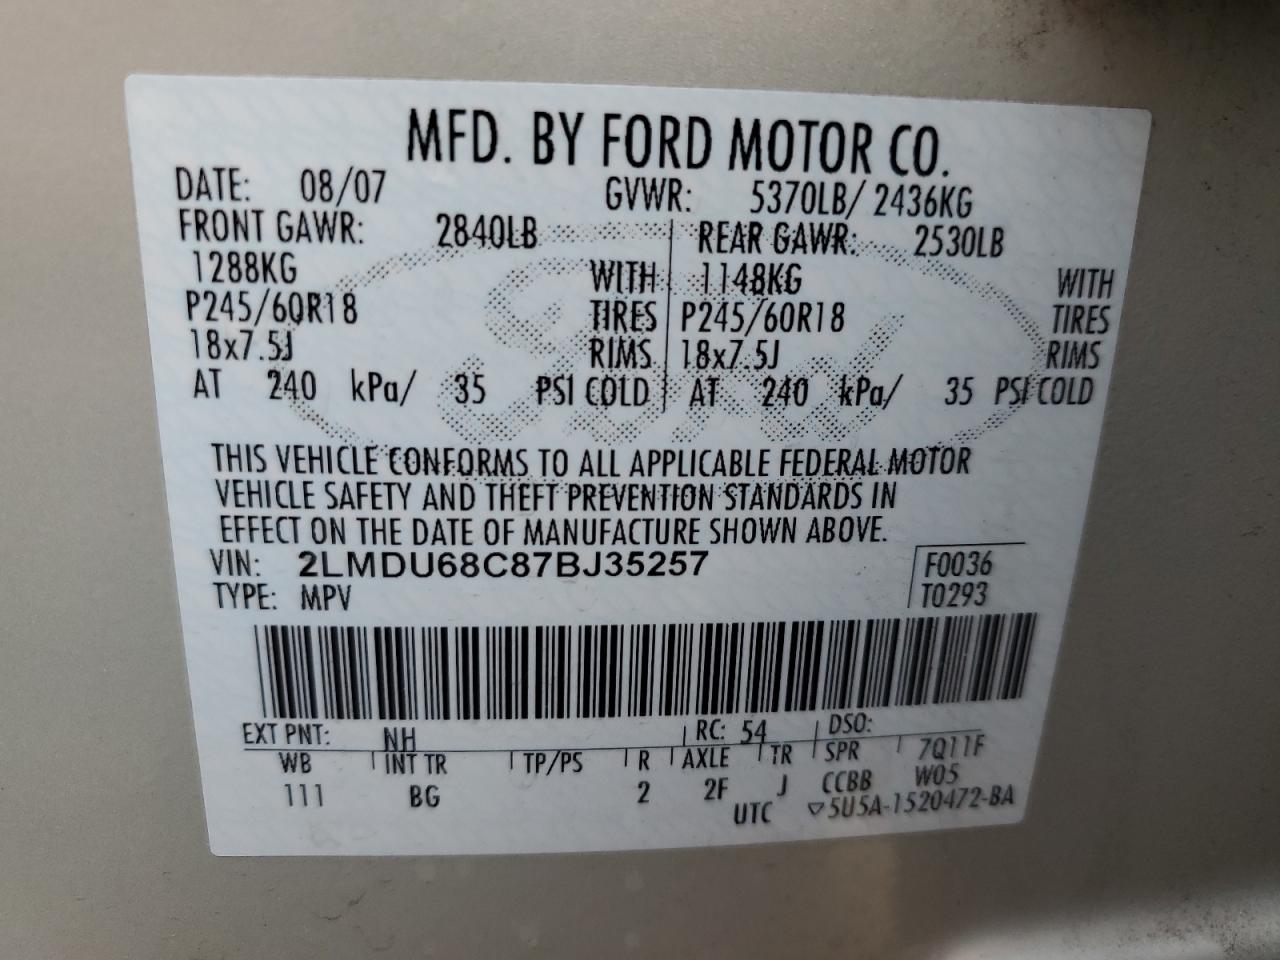 MFD. BY FORD MOTOR CO.
DATE: 08/07 GVWR: 5370LB/ 2436KG
FRONT GAWR: 2840LB REAR GAWR: 2530LB
1288KG WITH 1148KG WITH
P245/60R18 TIRES P245/60R18 TIRES
18x7.5J RIMS 18x7.5J RIMS
AT 240 kPa/ 35 PSI COLD AT 240 kPa/ 35 PSI COLD
Ford
THIS VEHICLE CONFORMS TO ALL APPLICABLE FEDERAL MOTOR
VEHICLE SAFETY AND THEFT PREVENTION STANDARDS IN
EFFECT ON THE DATE OF MANUFACTURE SHOWN ABOVE.
VIN: 2LMDU68C87BJ35257 F0036
TYPE: MPV T0293
EXT PNT: NH RC: 54 DSO:
WB INT TR TP/PS R AXLE TR SPR 7Q11F
111 BG 2 2F J CCBB W05
UTC ▽5U5A-1520472-BA